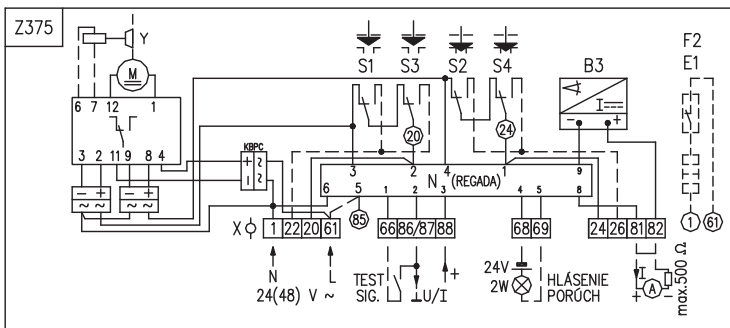 Z375
Y
S1 S3 S2 S4 B3 F2
E1
M
6 7 12 1
I
- +
20 24
3 2 11 9 8 4
KBPC
+ ~
- ~
3 2 4 1 9
N (REGADA)
6 5 1 2 3 4 5 8
- + - +
~ ~
X 1 22 20 61 85 66 86/87 88 68 69 24 26 81 82 1 61
N L
24(48) V ~
TEST
SIG.
⊥U/I
+
24V
2W
HLÁSENIE
PORÚCH
I
+ A -
max.500 Ω